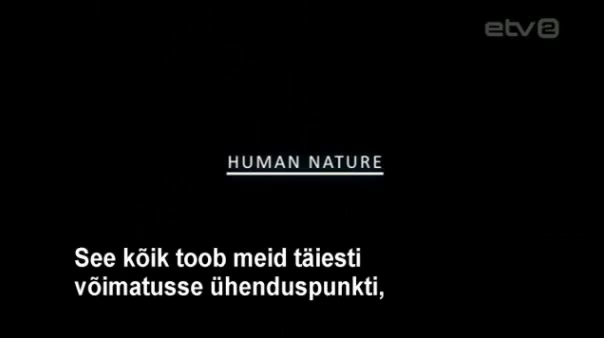 etv2
HUMAN NATURE
See kõik toob meid täiesti
võimatusse ühenduspunkti,